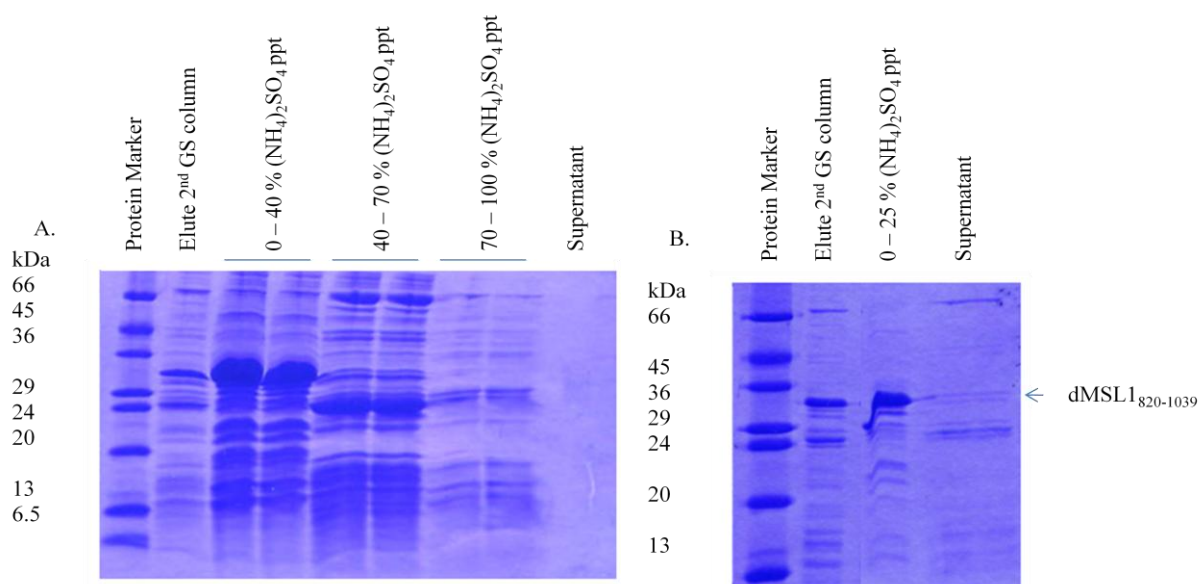 A.
Protein Marker
Elute 2nd GS column
0 – 40 % (NH4)2SO4 ppt
40 – 70 % (NH4)2SO4 ppt
70 – 100 % (NH4)2SO4 ppt
Supernatant
kDa
66
45
36
29
24
20
13
6.5
B.
Protein Marker
Elute 2nd GS column
0 – 25 % (NH4)2SO4 ppt
Supernatant
kDa
66
45
36
29
24
20
13
dMSL1820-1039